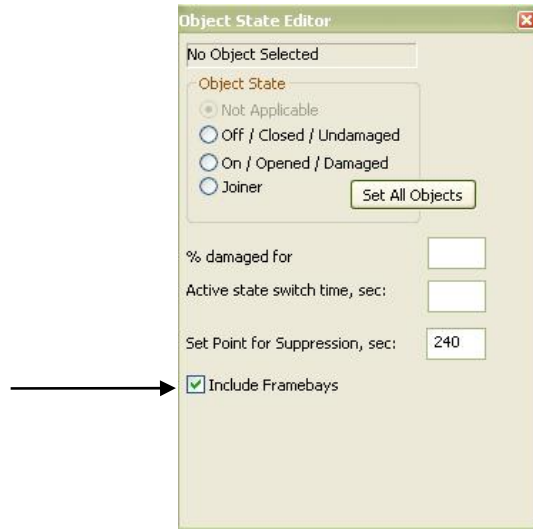 Object State Editor
No Object Selected
Object State
Not Applicable
Off / Closed / Undamaged
On / Opened / Damaged
Joiner
Set All Objects
% damaged for
Active state switch time, sec:
Set Point for Suppression, sec: 240
Include Framebays